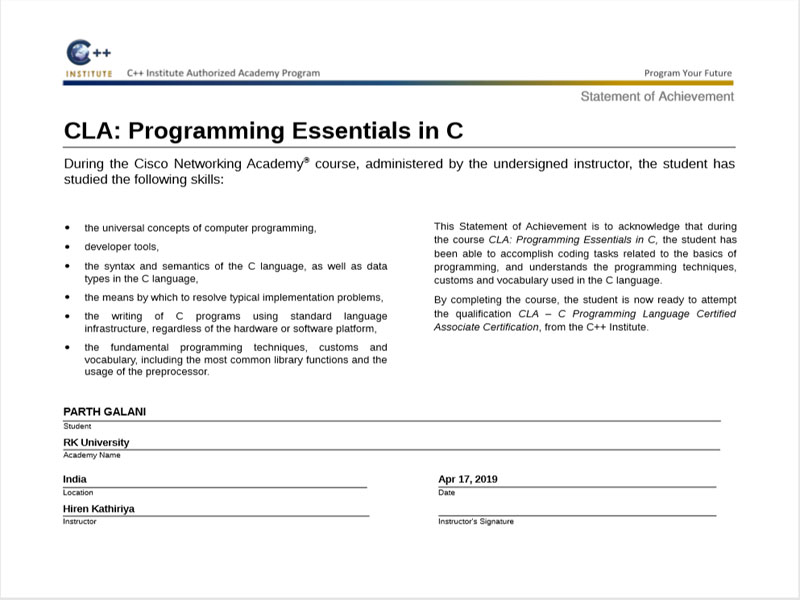 C++
INSTITUTE
C++ Institute Authorized Academy Program
Program Your Future
Statement of Achievement
CLA: Programming Essentials in C
During the Cisco Networking Academy® course, administered by the undersigned instructor, the student has
studied the following skills:
• the universal concepts of computer programming,
• developer tools,
• the syntax and semantics of the C language, as well as data
types in the C language,
• the means by which to resolve typical implementation problems,
• the writing of C programs using standard language
infrastructure, regardless of the hardware or software platform,
• the fundamental programming techniques, customs and
vocabulary, including the most common library functions and the
usage of the preprocessor.
This Statement of Achievement is to acknowledge that during
the course CLA: Programming Essentials in C, the student has
been able to accomplish coding tasks related to the basics of
programming, and understands the programming techniques,
customs and vocabulary used in the C language.
By completing the course, the student is now ready to attempt
the qualification CLA – C Programming Language Certified
Associate Certification, from the C++ Institute.
PARTH GALANI
Student
RK University
Academy Name
India
Location
Apr 17, 2019
Date
Hiren Kathiriya
Instructor
Instructor's Signature